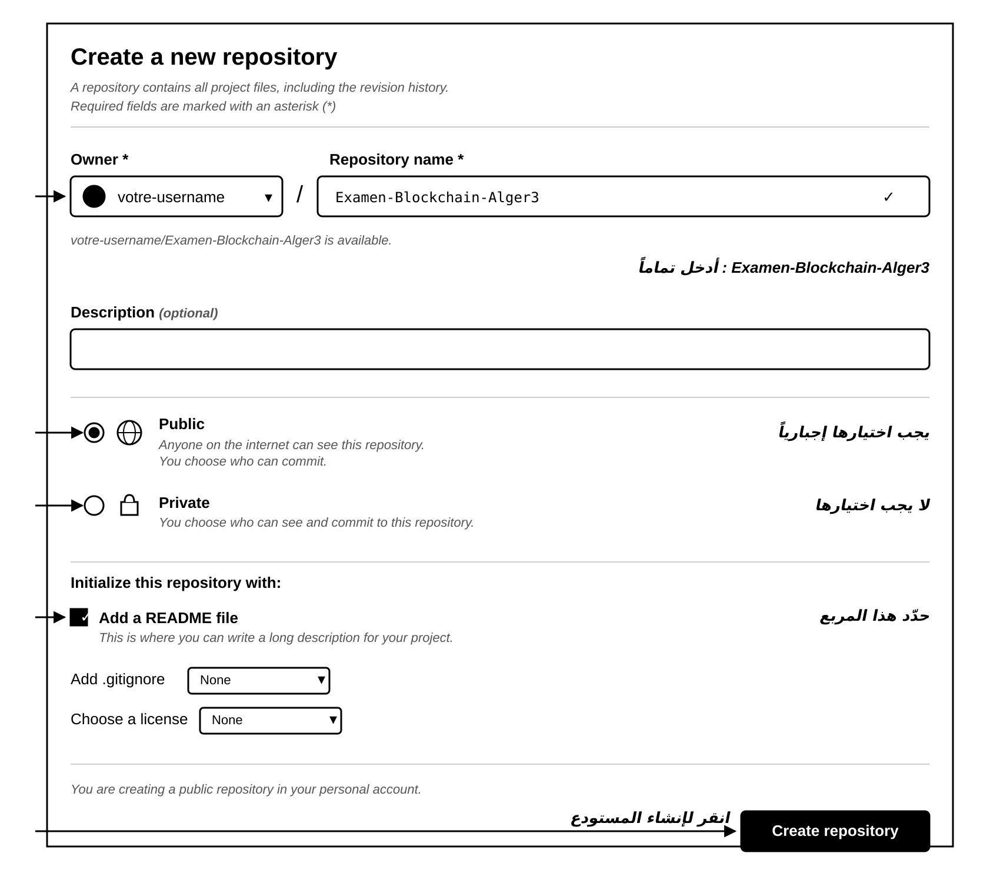 Create a new repository
A repository contains all project files, including the revision history.
Required fields are marked with an asterisk (*)
Owner *
Repository name *
votre-username ▼ / Examen-Blockchain-Alger3 ✓
votre-username/Examen-Blockchain-Alger3 is available.
أدخل تماماً : Examen-Blockchain-Alger3
Description (optional)
Public
يجب اختيارها إجبارياً
Anyone on the internet can see this repository.
You choose who can commit.
Private
لا يجب اختيارها
You choose who can see and commit to this repository.
Initialize this repository with:
✓ Add a README file
حدّد هذا المربع
This is where you can write a long description for your project.
Add .gitignore None ▼
Choose a license None ▼
You are creating a public repository in your personal account.
انقر لإنشاء المستودع
Create repository